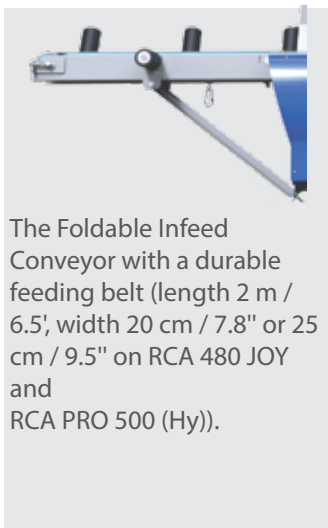 The Foldable Infeed
Conveyor with a durable
feeding belt (length 2 m /
6.5', width 20 cm / 7.8'' or 25
cm / 9.5'' on RCA 480 JOY
and
RCA PRO 500 (Hy)).